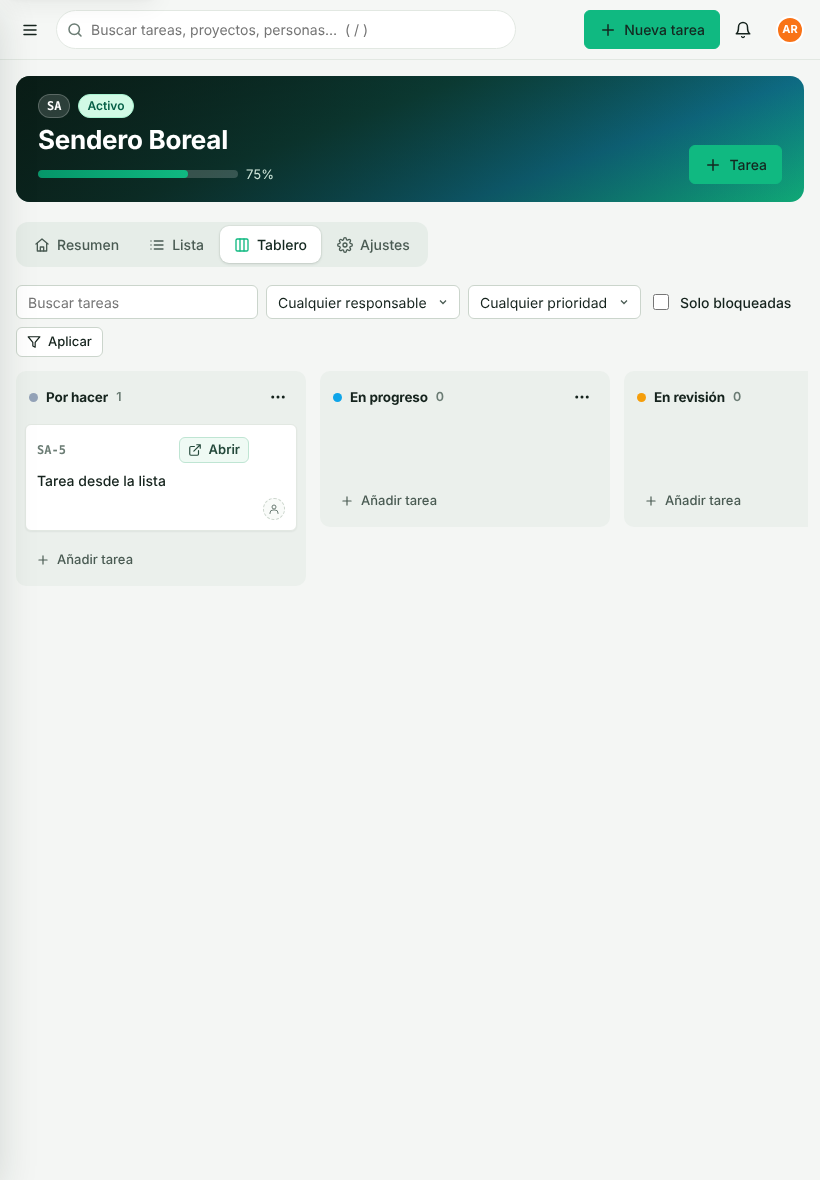 Buscar tareas, proyectos, personas... ( / )
Nueva tarea
AR
SA
Activo
Sendero Boreal
75%
Tarea
Resumen
Lista
Tablero
Ajustes
Buscar tareas
Cualquier responsable
Cualquier prioridad
Solo bloqueadas
Aplicar
Por hacer 1
SA-5
Abrir
Tarea desde la lista
Añadir tarea
En progreso 0
Añadir tarea
En revisión 0
Añadir tarea